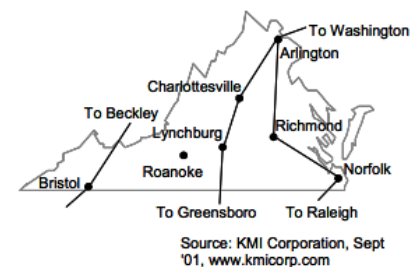 To Washington
Arlington
Charlottesville
To Beckley
Lynchburg
Richmond
Roanoke
Norfolk
Bristol
To Greensboro
To Raleigh
Source: KMI Corporation, Sept
'01, www.kmicorp.com